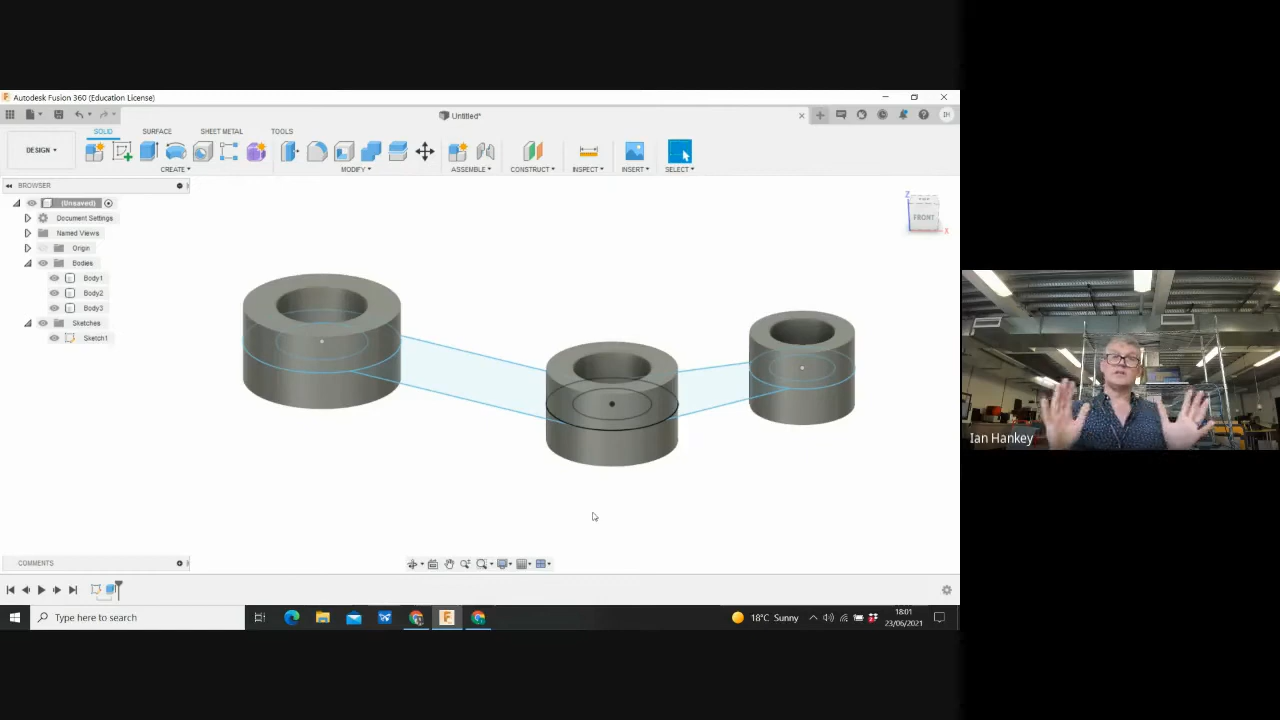 Autodesk Fusion 360 (Education License)
Untitled*
IH
SOLID SURFACE SHEET METAL TOOLS
DESIGN
CREATE MODIFY ASSEMBLE CONSTRUCT INSPECT INSERT SELECT
BROWSER
(Unsaved)
Document Settings
Named Views
Origin
Bodies
Body1
Body2
Body3
Sketches
Sketch1
Z
FRONT
X
Ian Hankey
COMMENTS
Type here to search
18°C Sunny
18:01
23/06/2021